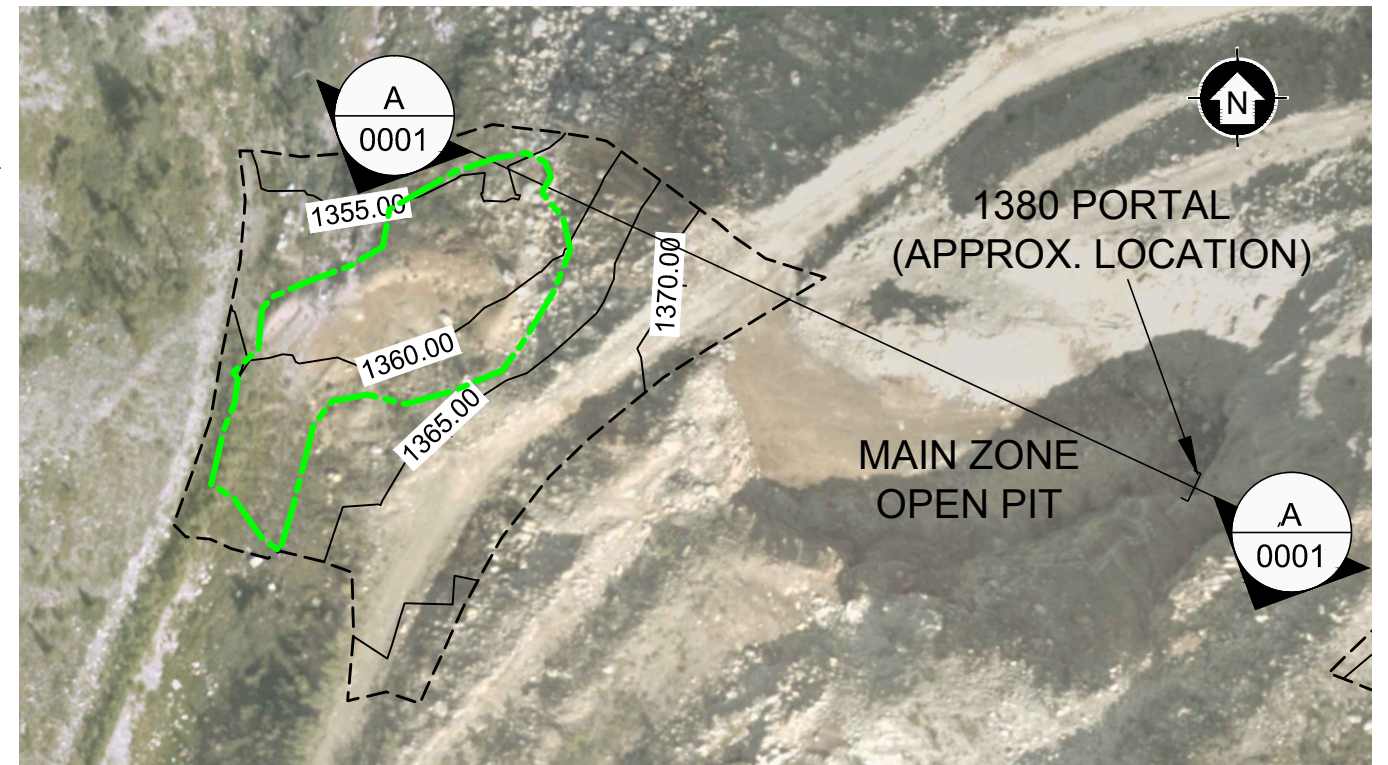 A
0001
N
1355.00
1380 PORTAL
(APPROX. LOCATION)
1370.00
1360.00
1365.00
MAIN ZONE
OPEN PIT
A
0001